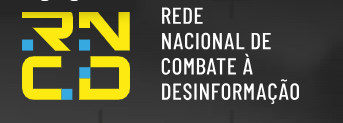 RN
CD
REDE
NACIONAL DE
COMBATE À
DESINFORMAÇÃO